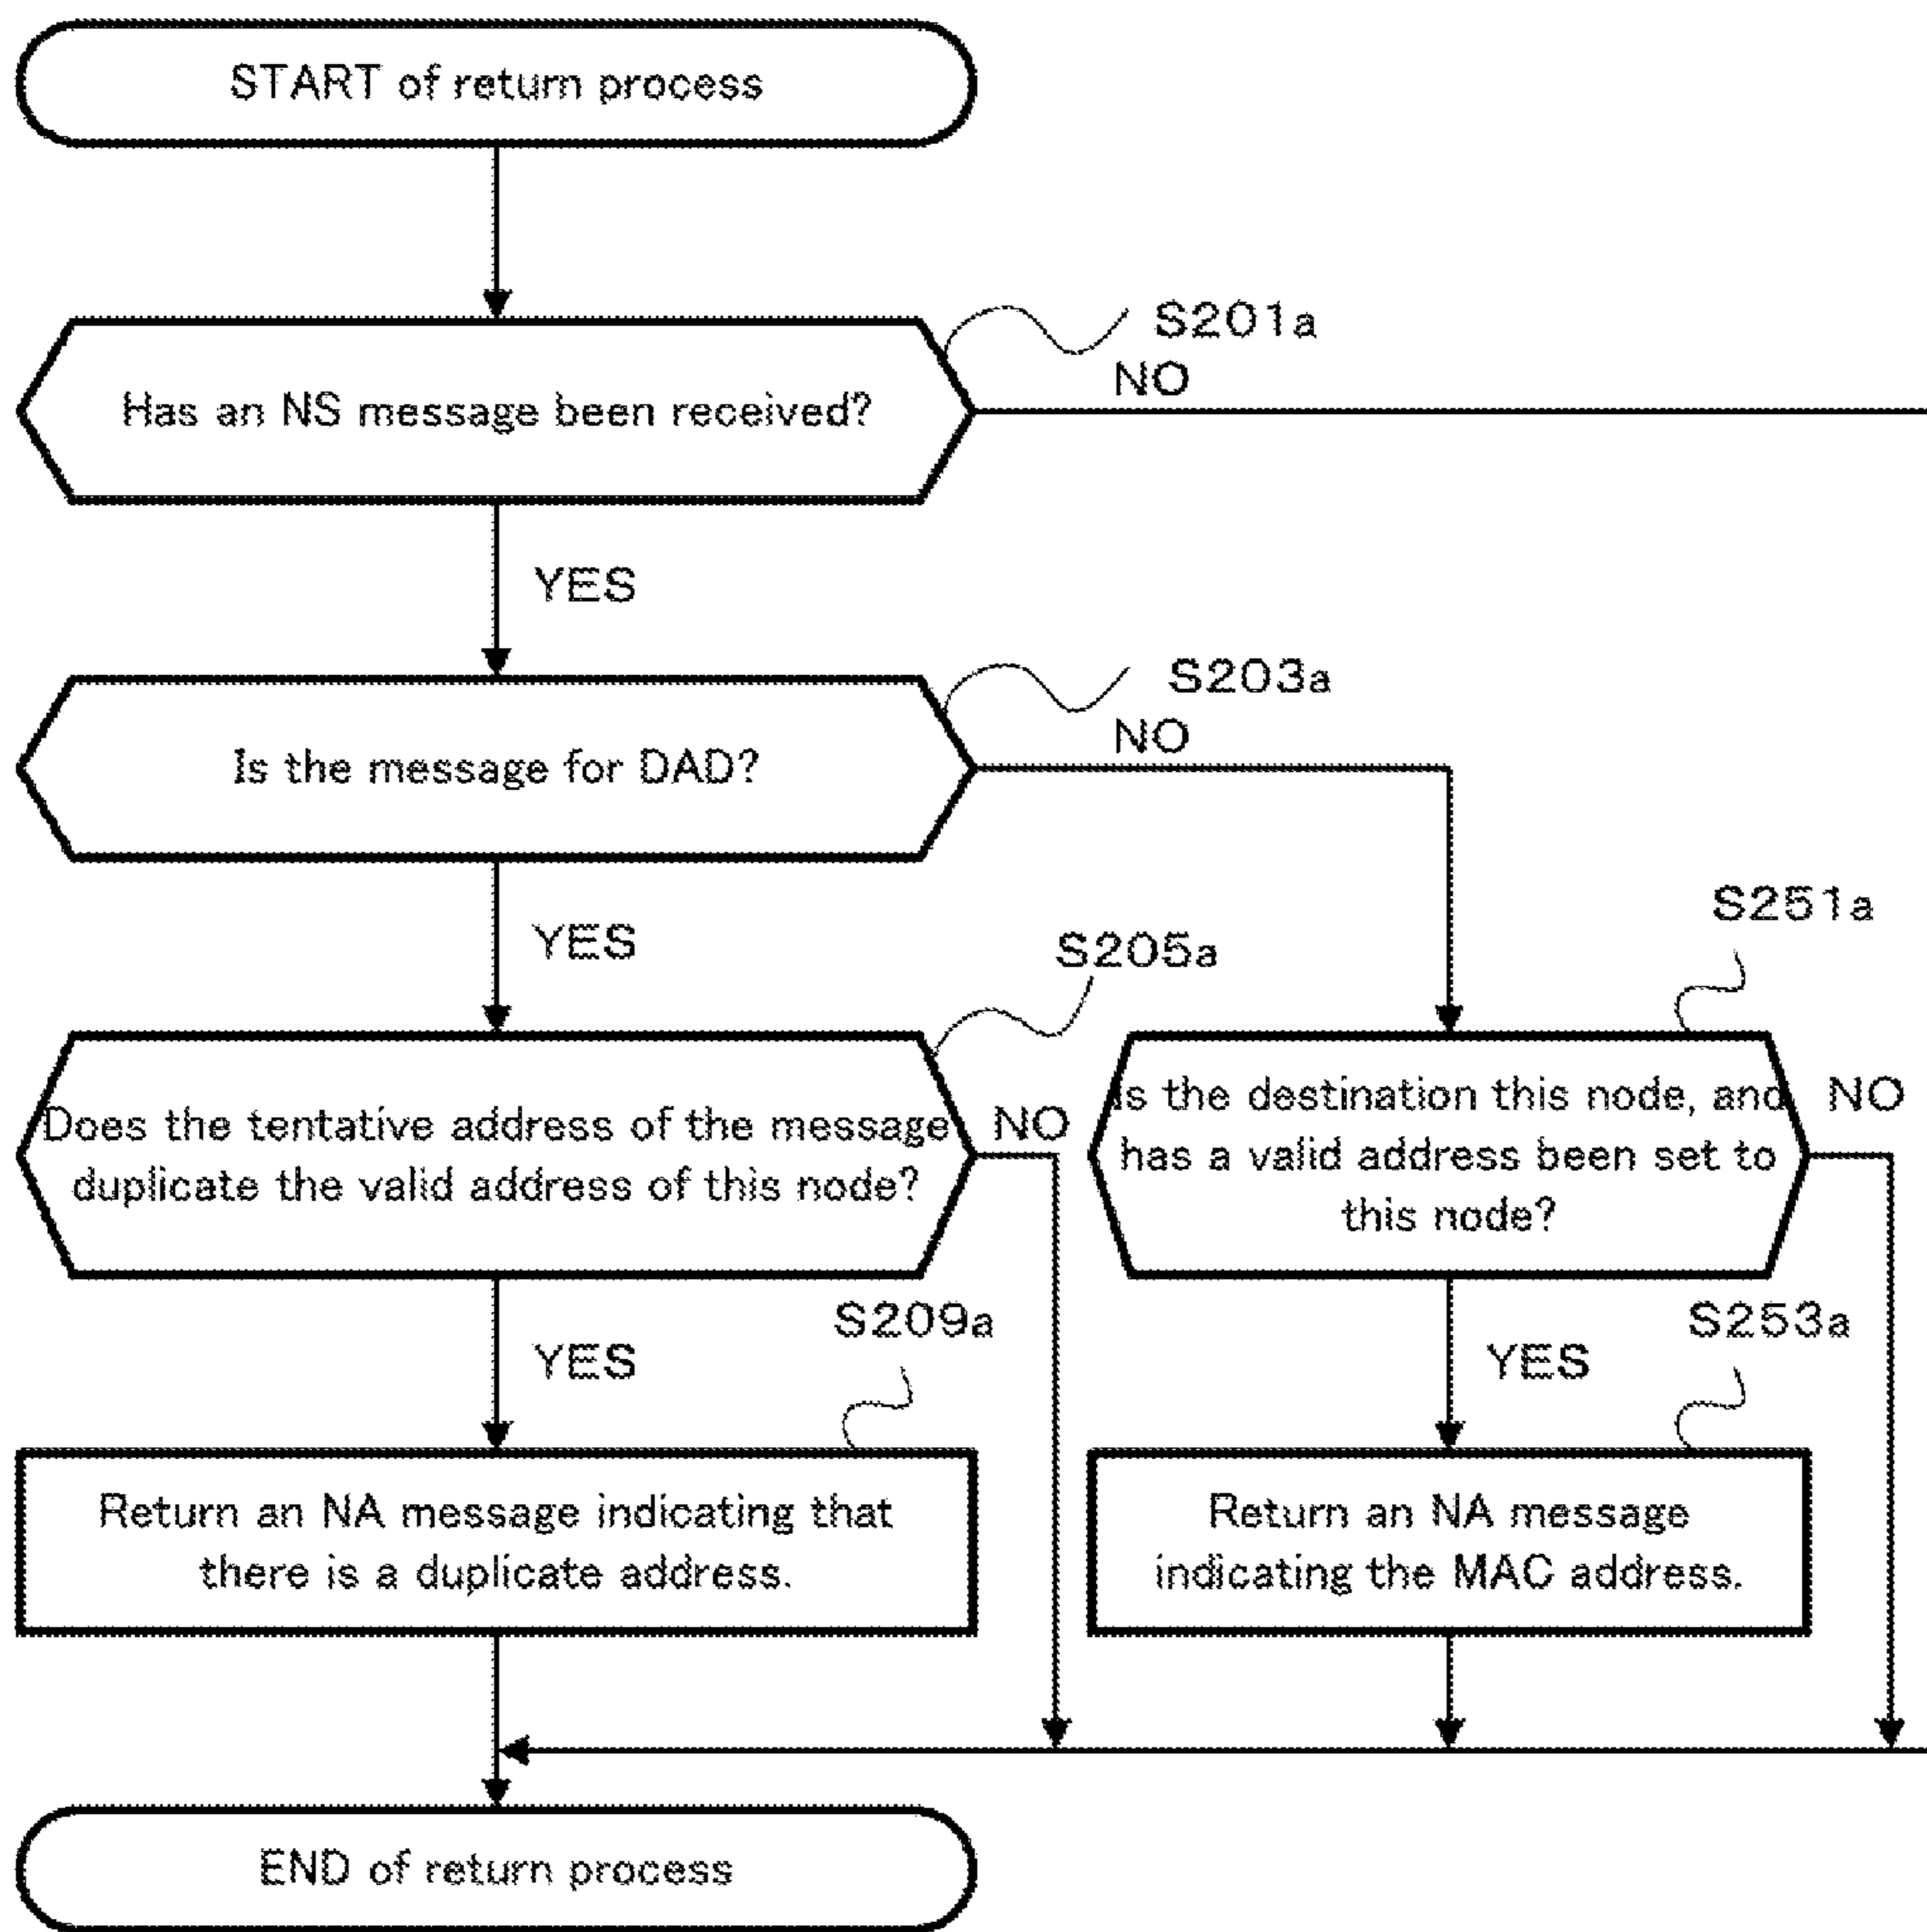 START of return process
S201a
NO
Has an NS message been received?
YES
S203a
NO
Is the message for DAD?
YES
S205a
S251a
Does the tentative address of the message
duplicate the valid address of this node?
NO
Is the destination this node, and
has a valid address been set to
this node?
NO
YES
S209a
YES
S253a
Return an NA message indicating that
there is a duplicate address.
Return an NA message
indicating the MAC address.
END of return process